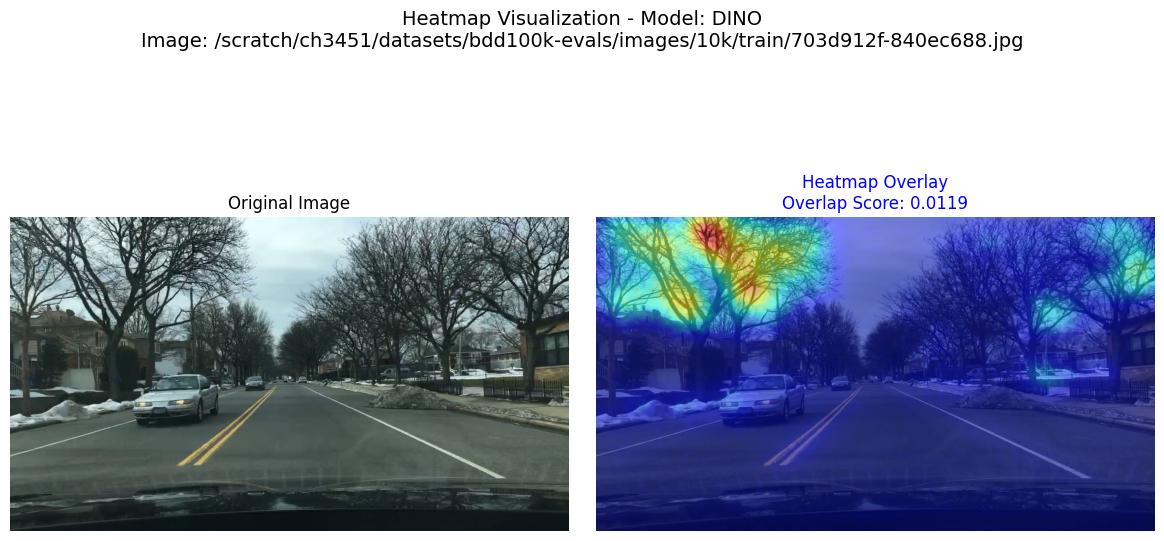 Heatmap Visualization - Model: DINO
Image: /scratch/ch3451/datasets/bdd100k-evals/images/10k/train/703d912f-840ec688.jpg
Original Image
Heatmap Overlay
Overlap Score: 0.0119